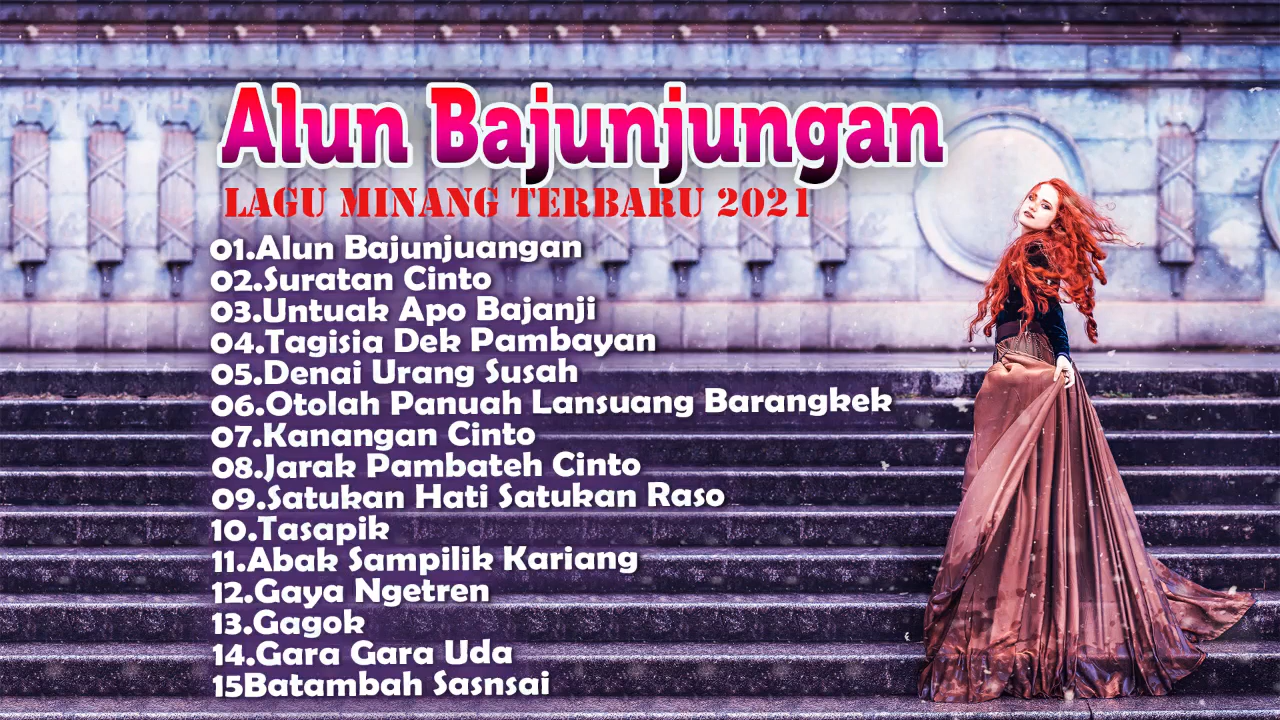 Alun Bajunjungan
LAGU MINANG TERBARU 2021
01.Alun Bajunjuangan
02.Suratan Cinto
03.Untuak Apo Bajanji
04.Tagisia Dek Pambayan
05.Denai Urang Susah
06.Otolah Panuah Lansuang Barangkek
07.Kanangan Cinto
08.Jarak Pambateh Cinto
09.Satukan Hati Satukan Raso
10.Tasapik
11.Abak Sampilik Kariang
12.Gaya Ngetren
13.Gagok
14.Gara Gara Uda
15Batambah Sasnsai